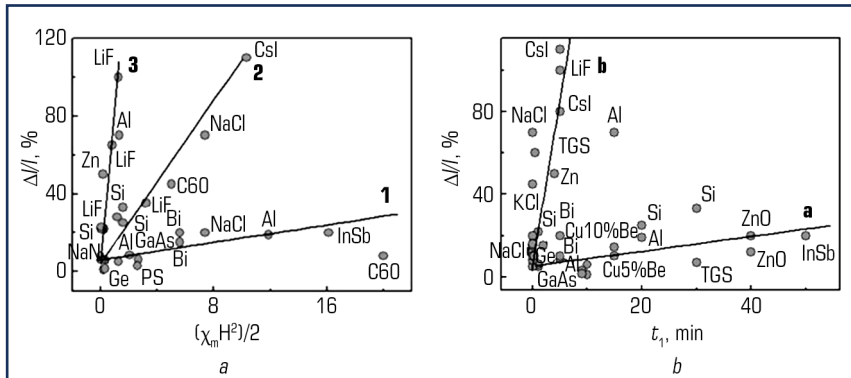 120
80
40
0
ΔI/I, %
LiF
3
CsI
2
Al
NaCl
Zn
LiF
C60
Si
LiF
LiF
1
Si
Si
Bi
NaCl
Al
NaN
Al
GaAs
Bi
InSb
Ge
PS
C60
0 8 16
(χmH²)/2
a
80
40
0
ΔI/I, %
CsI
b
LiF
NaCl
CsI
Al
TGS
Zn
KCl
Si
Bi
Si
Si
a
Cu10%Be
ZnO
NaCl
Ge
Bi
Al
Al
Cu5%Be
TGS
ZnO
InSb
GaAs
0 20 40
t₁, min
b